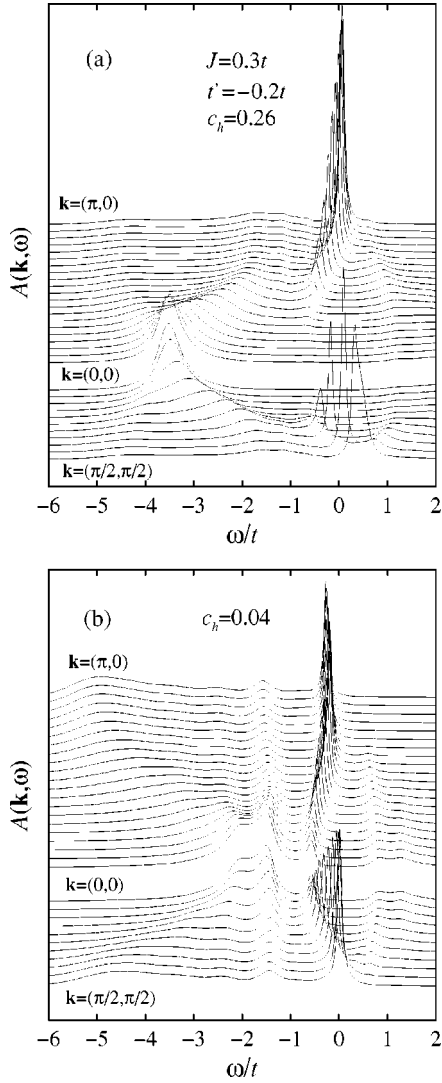 (a)
J=0.3t
t'=−0.2t
c_h=0.26
k=(π,0)
A(k,ω)
k=(0,0)
k=(π/2,π/2)
−6 −5 −4 −3 −2 −1 0 1 2
ω/t
(b)
c_h=0.04
k=(π,0)
A(k,ω)
k=(0,0)
k=(π/2,π/2)
−6 −5 −4 −3 −2 −1 0 1 2
ω/t